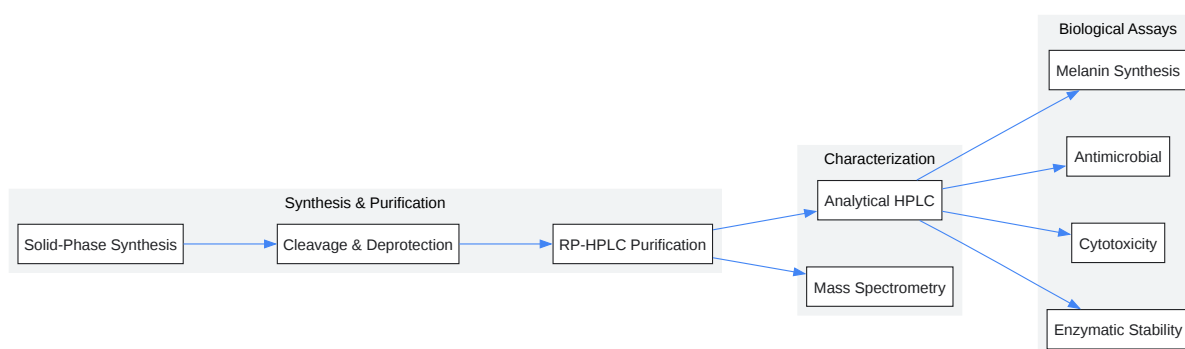 Synthesis & Purification
Solid-Phase Synthesis
Cleavage & Deprotection
RP-HPLC Purification
Characterization
Analytical HPLC
Mass Spectrometry
Biological Assays
Melanin Synthesis
Antimicrobial
Cytotoxicity
Enzymatic Stability